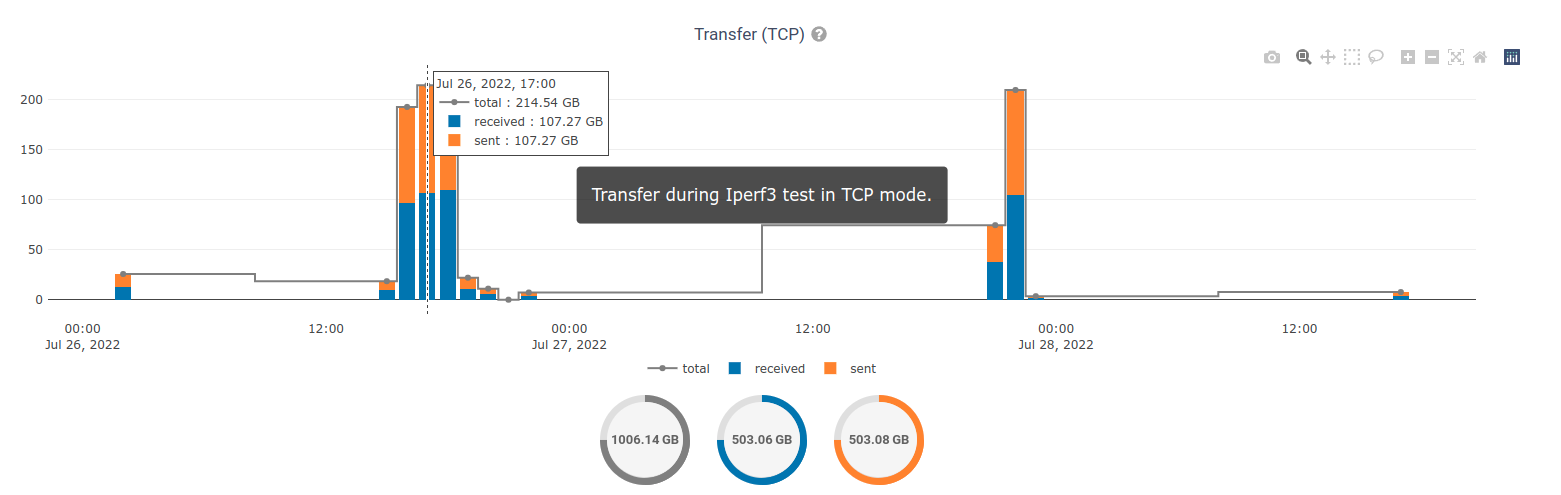 Transfer (TCP) ?
Jul 26, 2022, 17:00
total : 214.54 GB
received : 107.27 GB
sent : 107.27 GB
Transfer during Iperf3 test in TCP mode.
200
150
100
50
0
00:00 12:00 00:00 12:00 00:00 12:00
Jul 26, 2022 Jul 27, 2022 Jul 28, 2022
total received sent
1006.14 GB 503.06 GB 503.08 GB